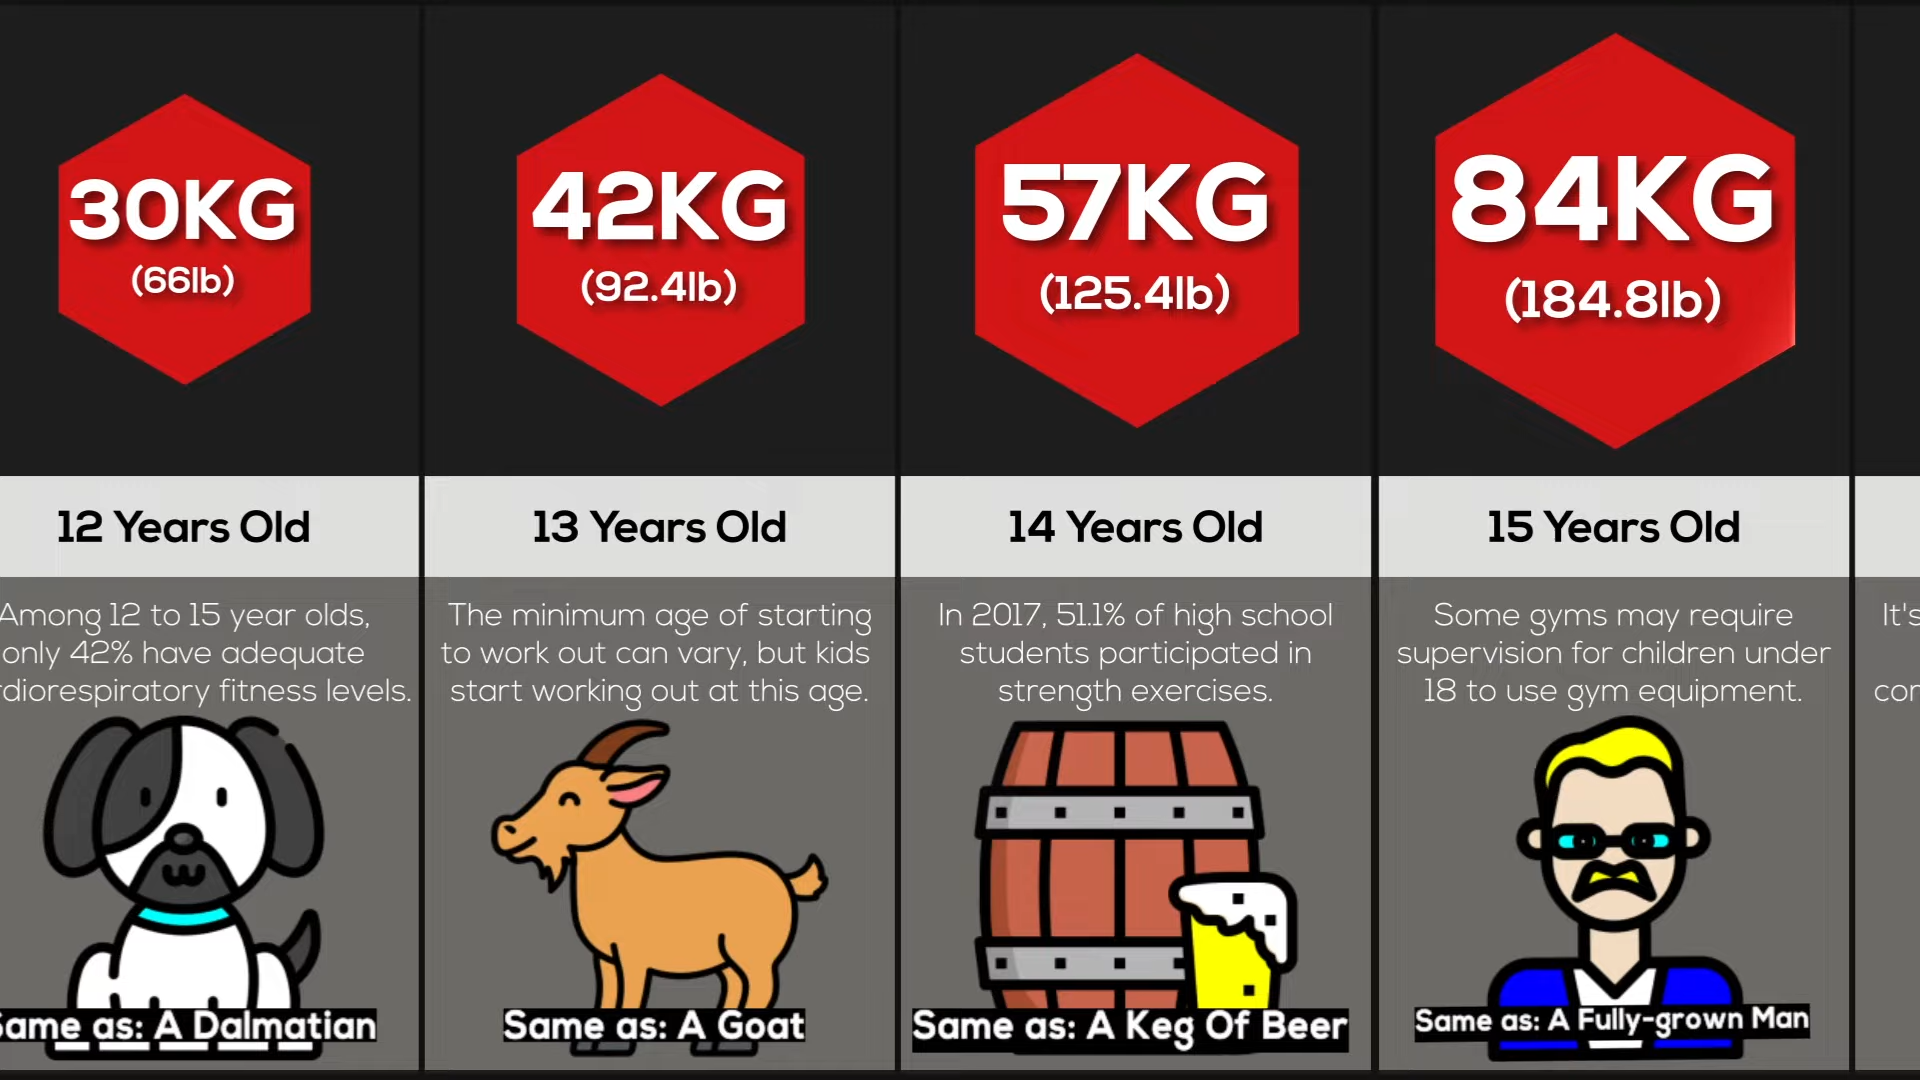 30KG
(66lb)
12 Years Old
Among 12 to 15 year olds,
only 42% have adequate
diorespiratory fitness levels.
Same as: A Dalmatian
42KG
(92.4lb)
13 Years Old
The minimum age of starting
to work out can vary, but kids
start working out at this age.
Same as: A Goat
57KG
(125.4lb)
14 Years Old
In 2017, 51.1% of high school
students participated in
strength exercises.
Same as: A Keg Of Beer
84KG
(184.8lb)
15 Years Old
Some gyms may require
supervision for children under
18 to use gym equipment.
Same as: A Fully-grown Man
It's